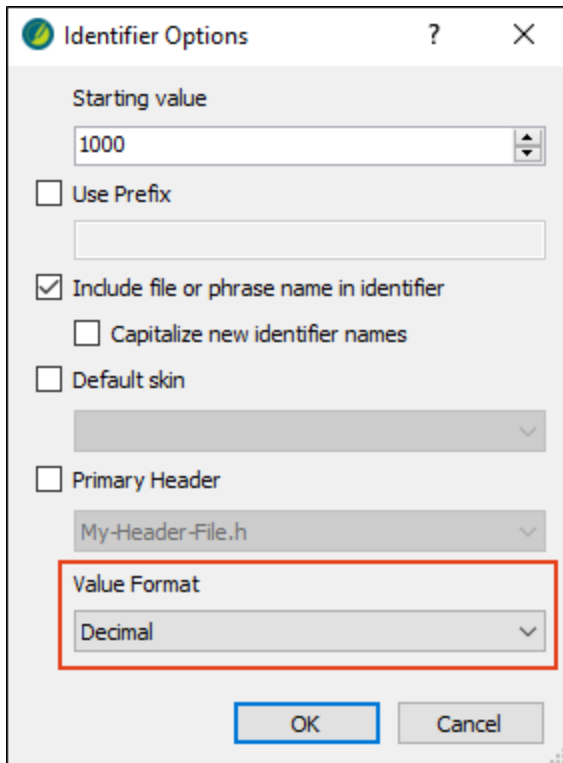 Identifier Options
?
Starting value
1000
Use Prefix
Include file or phrase name in identifier
Capitalize new identifier names
Default skin
Primary Header
My-Header-File.h
Value Format
Decimal
OK
Cancel